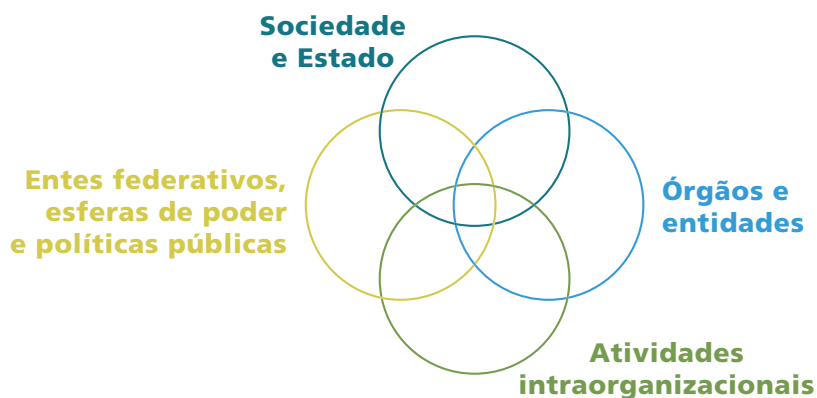 Sociedade
e Estado
Entes federativos,
esferas de poder
e políticas públicas
Órgãos e
entidades
Atividades
intraorganizacionais